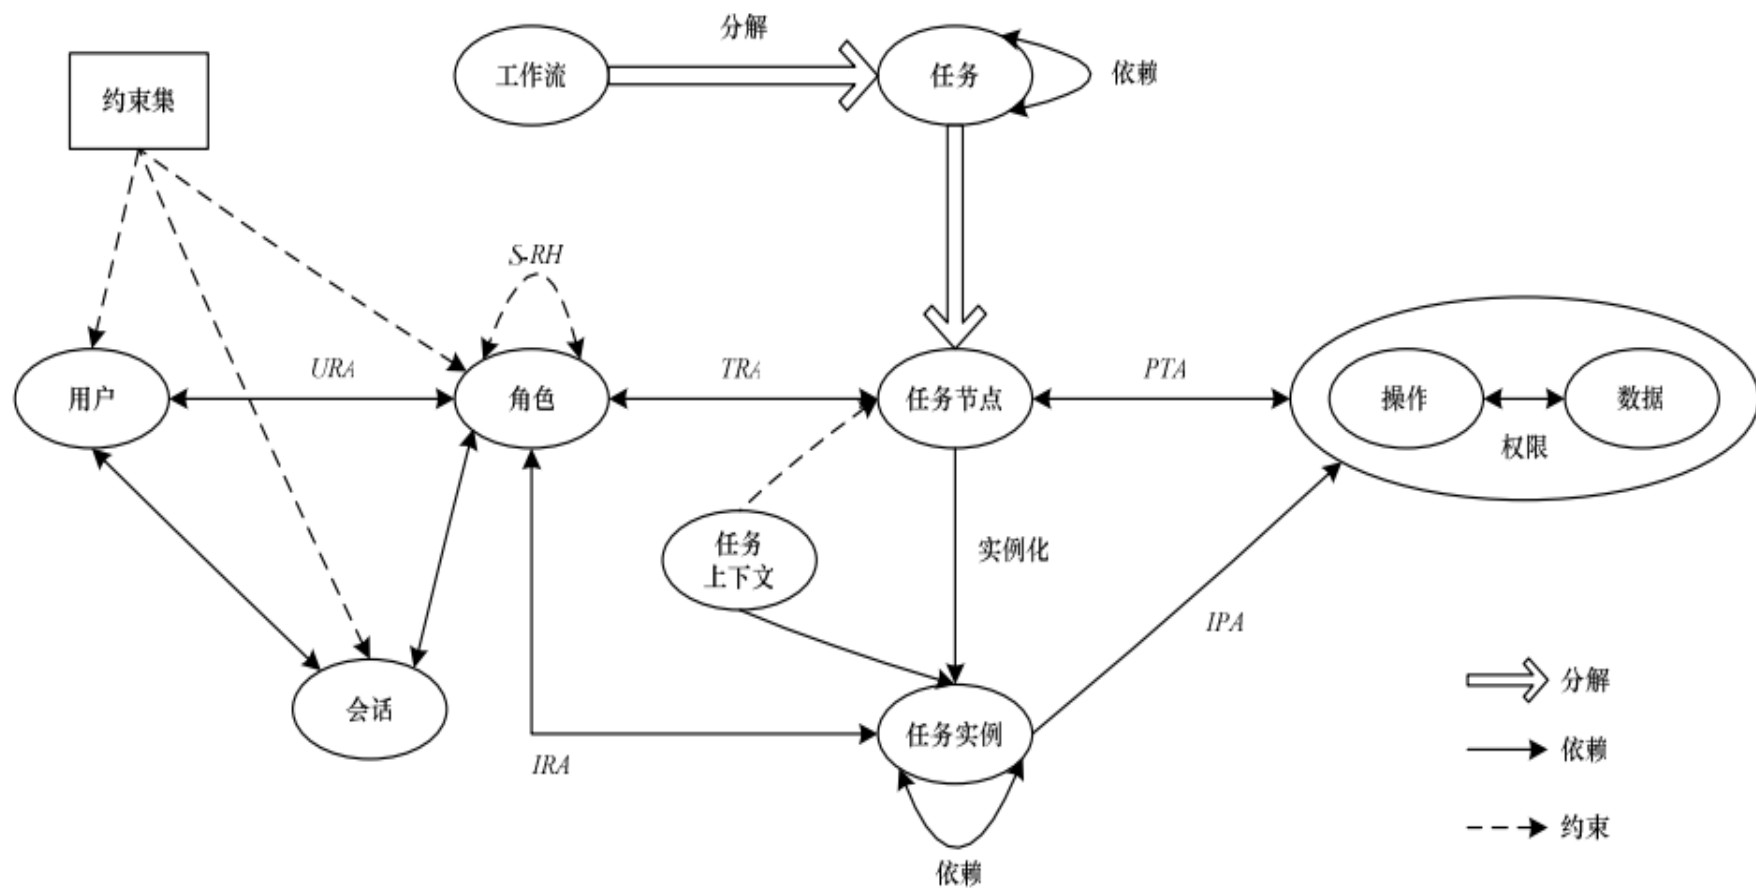 分解
工作流
任务
依赖
约束集
S-RH
用户
URA
角色
TRA
任务节点
PTA
操作
数据
权限
任务
上下文
实例化
IPA
会话
任务实例
IRA
依赖
分解
依赖
约束